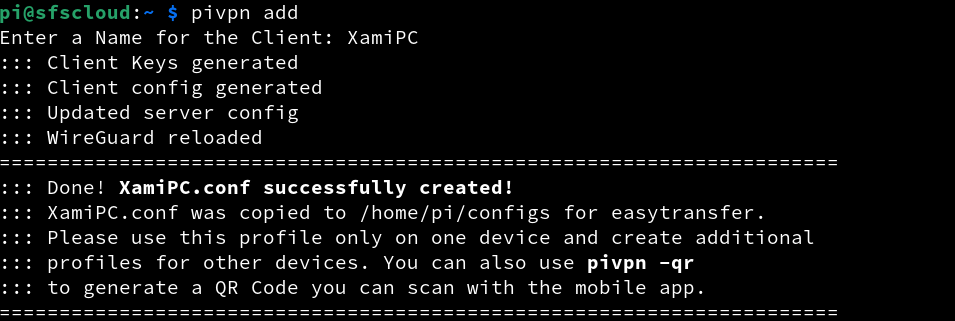 pi@sfscloud:~ $ pivpn add
Enter a Name for the Client: XamiPC
::: Client Keys generated
::: Client config generated
::: Updated server config
::: WireGuard reloaded
======================================================================
::: Done! XamiPC.conf successfully created!
::: XamiPC.conf was copied to /home/pi/configs for easytransfer.
::: Please use this profile only on one device and create additional
::: profiles for other devices. You can also use pivpn -qr
::: to generate a QR Code you can scan with the mobile app.
======================================================================